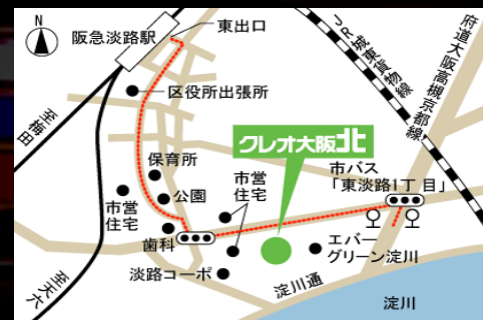 N
東出口
阪急淡路駅
区役所出張所
至梅田
JR城東貨物線
府道大阪高槻京都線
クレオ大阪北
保育所
公園
市営
住宅
市営
住宅
市バス
「東淡路1丁目」
歯科
淡路コーポ
エバー
グリーン淀川
至天六
淀川通
淀川